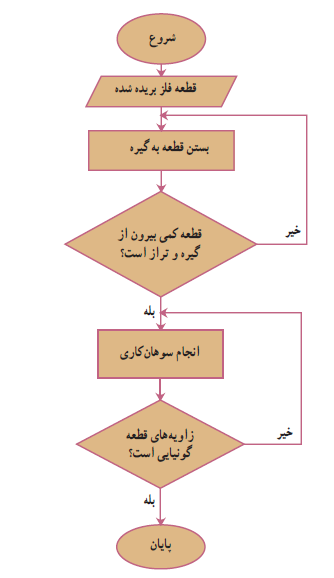 شروع
قطعه فلز بریده شده
بستن قطعه به گیره
قطعه کمی بیرون از
گیره و تراز است؟
خیر
بله
انجام سوهان‌کاری
زاویه‌های قطعه
گونیایی است؟
خیر
بله
پایان